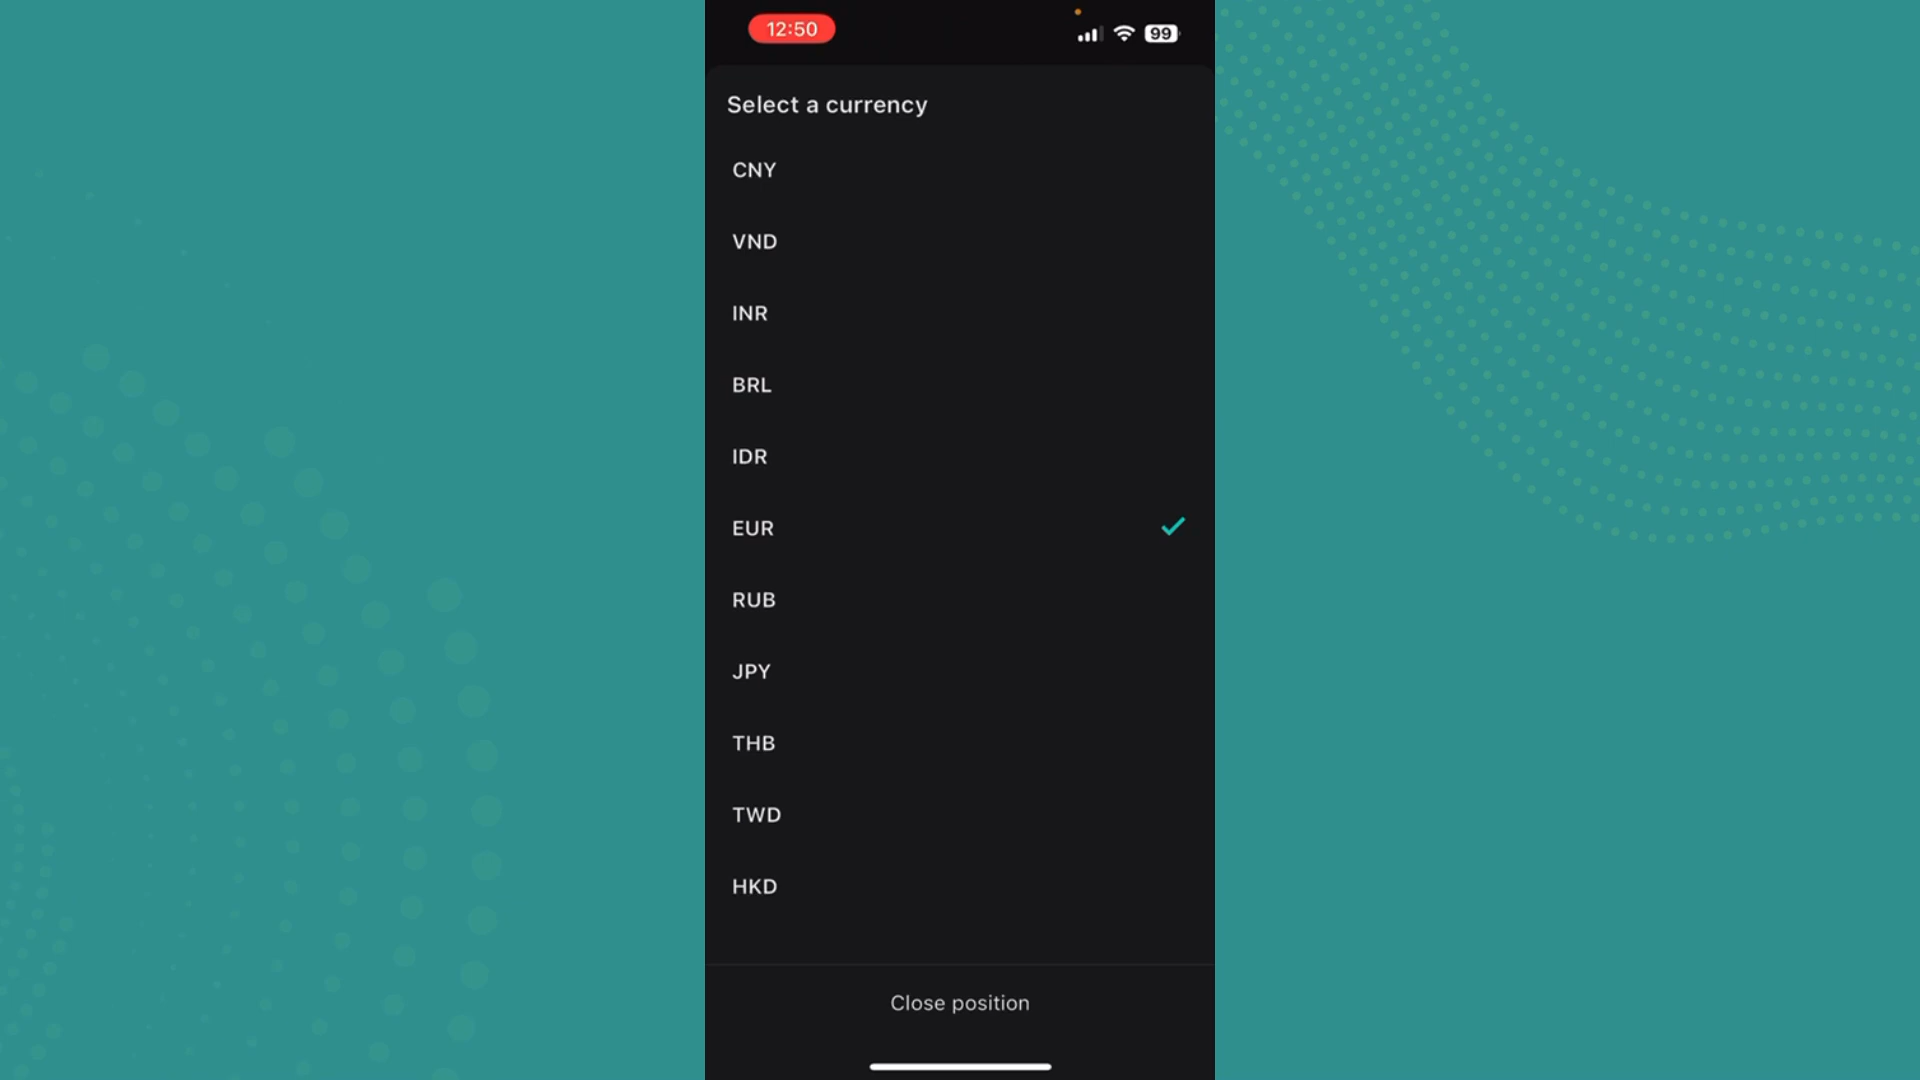 12:50
99
Select a currency
CNY
VND
INR
BRL
IDR
EUR
RUB
JPY
THB
TWD
HKD
Close position